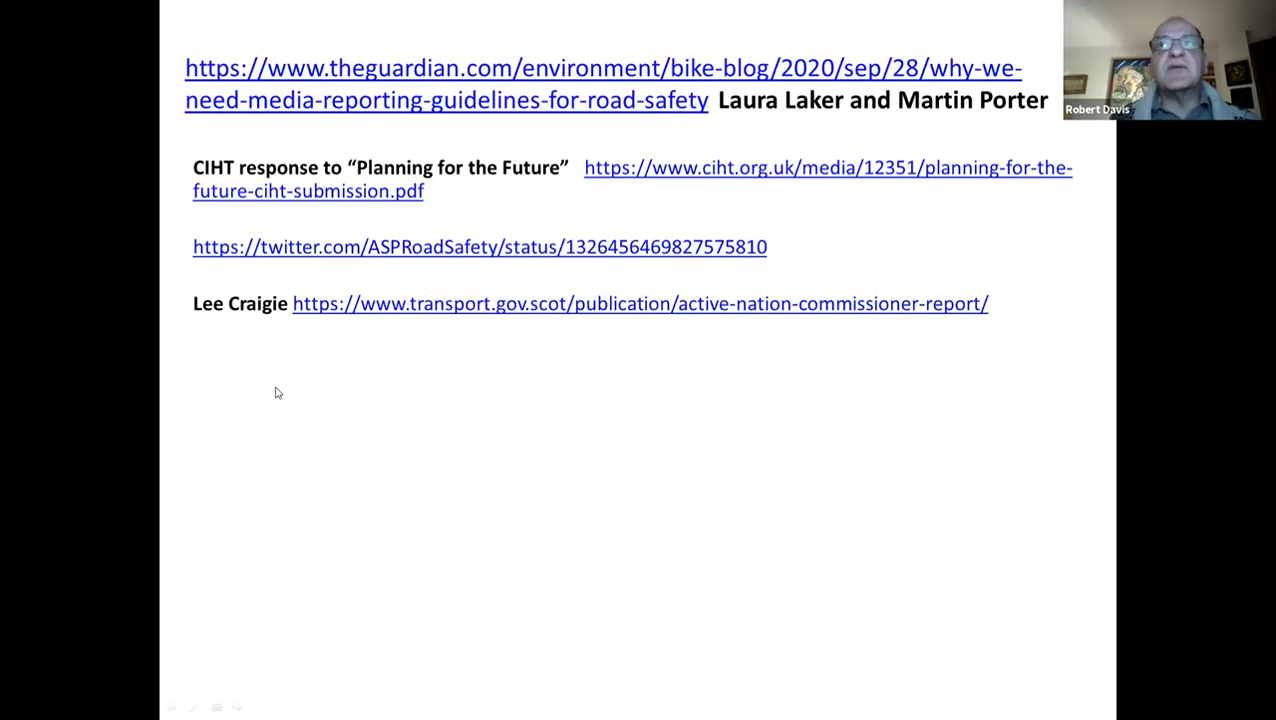 https://www.theguardian.com/environment/bike-blog/2020/sep/28/why-we-
need-media-reporting-guidelines-for-road-safety Laura Laker and Martin Porter
Robert Davis
CIHT response to “Planning for the Future” https://www.ciht.org.uk/media/12351/planning-for-the-
future-ciht-submission.pdf
https://twitter.com/ASPRoadSafety/status/1326456469827575810
Lee Craigie https://www.transport.gov.scot/publication/active-nation-commissioner-report/